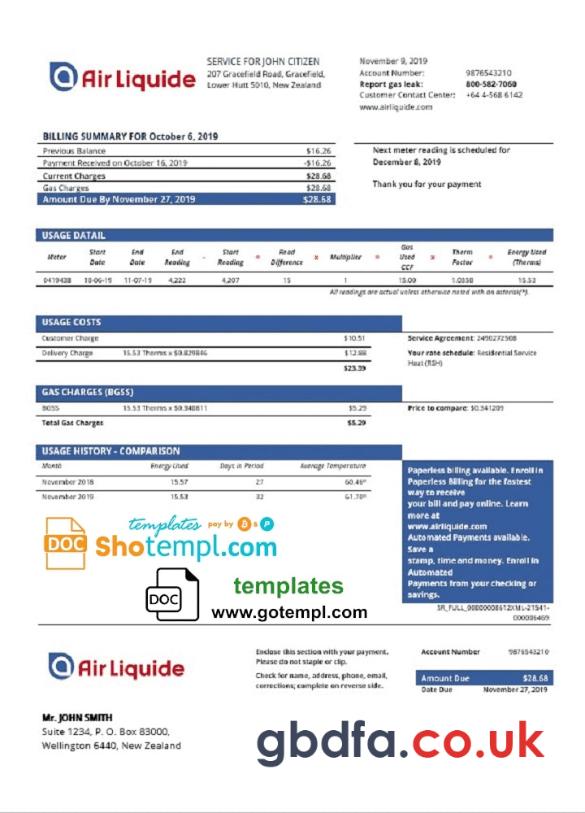 Air Liquide
SERVICE FOR JOHN CITIZEN
207 Gracefield Road, Gracefield,
Lower Hutt 5010, New Zealand
November 9, 2019
Account Number: 9876543210
Report gas leak: 800-582-7060
Customer Contact Center: +64 4-568 6142
www.airliquide.com
BILLING SUMMARY FOR October 6, 2019
Previous Balance $16.26
Payment Received on October 16, 2019 -$16.26
Current Charges $28.68
Gas Charges $28.68
Amount Due By November 27, 2019 $28.68
Next meter reading is scheduled for
December 8, 2019
Thank you for your payment
USAGE DATAIL
Meter Start Date End Date End Reading - Start Reading = Read Difference x Multiplier = Gas Used CCF x Therm Factor = Energy Used (Therms)
0419438 10-06-19 11-07-19 4,222 4,207 15 1 15.00 1.0358 15.53
All readings are actual unless otherwise noted with an asterisk(*).
USAGE COSTS
Customer Charge $10.51
Delivery Charge 15.53 Therms x $0.829846 $12.88
$23.39
Service Agreement: 2490272508
Your rate schedule: Residential Service
Heat (RSH)
GAS CHARGES (BGSS)
BGSS 15.53 Therms x $0.340811 $5.29
Total Gas Charges $5.29
Price to compare: $0.341209
USAGE HISTORY - COMPARISON
Month Energy Used Days in Period Average Temperature
November 2018 15.57 27 60.46º
November 2019 15.53 32 61.70º
Paperless billing available. Enroll in
Paperless Billing for the fastest
way to receive
your bill and pay online. Learn
more at
www.airliquide.com
Automated Payments available.
Save a
stamp, time and money. Enroll in
Automated
Payments from your checking or
savings.
templates pay by B & P
DOC Shotempl.com
DOC templates
www.gotempl.com
000006469
Air Liquide
Enclose this section with your payment.
Please do not staple or clip.
Check for name, address, phone, email,
corrections; complete on reverse side.
Account Number 9876543210
Amount Due $28.68
Date Due November 27, 2019
Mr. JOHN SMITH
Suite 1234, P. O. Box 83000,
Wellington 6440, New Zealand
gbdfa.co.uk